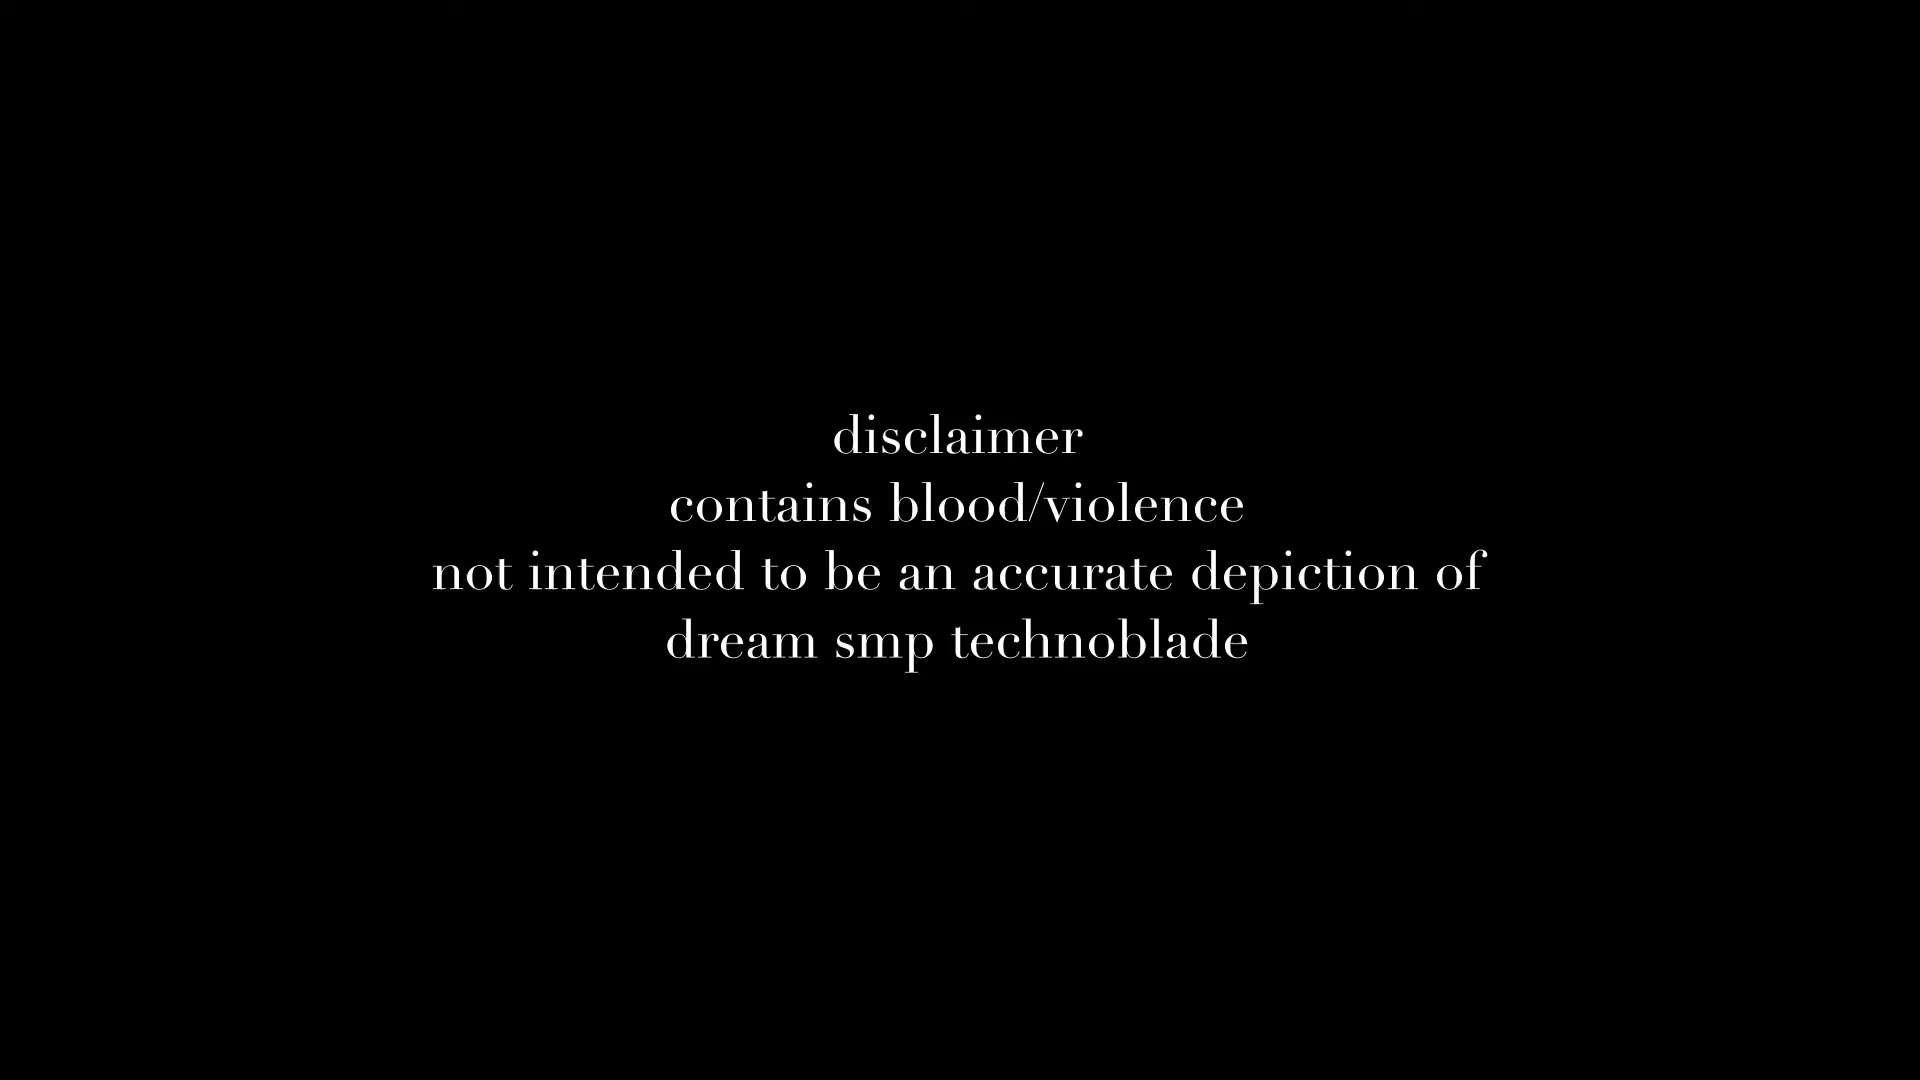 disclaimer
contains blood/violence
not intended to be an accurate depiction of
dream smp technoblade